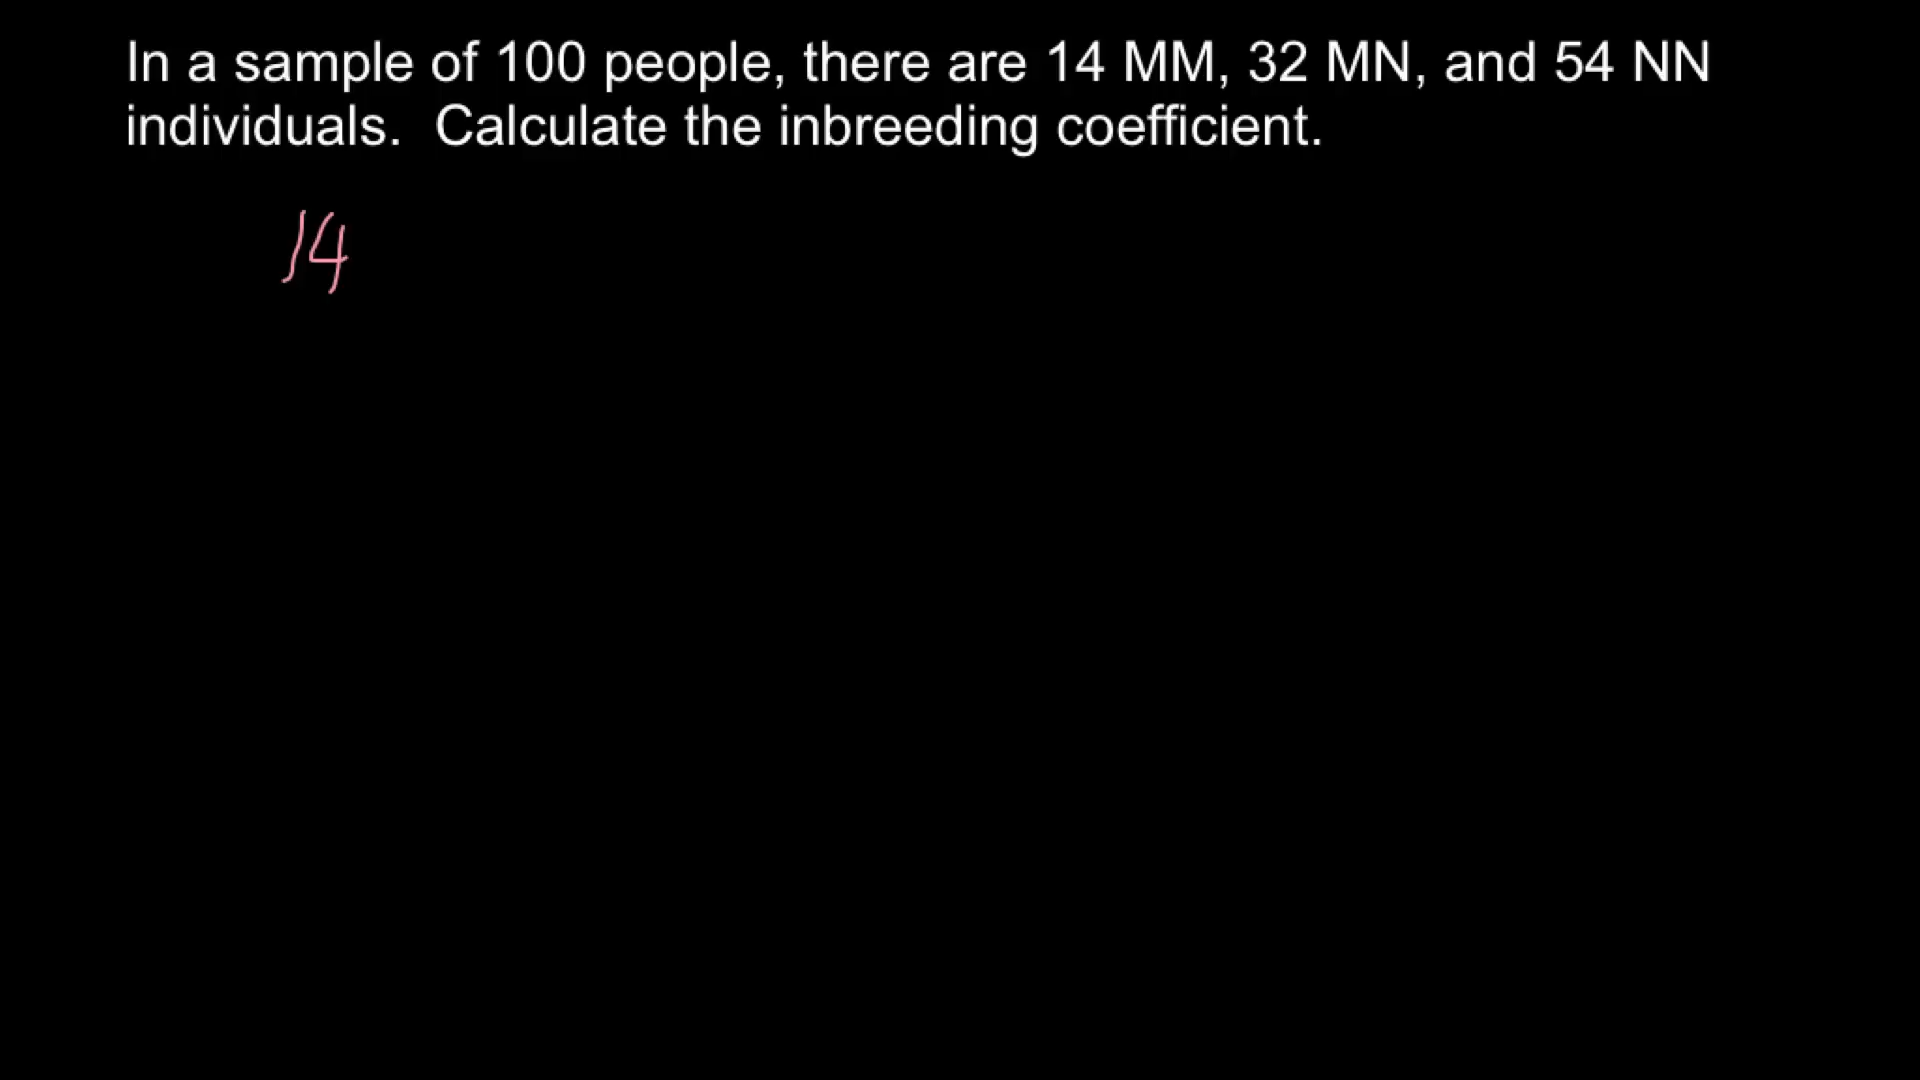 In a sample of 100 people, there are 14 MM, 32 MN, and 54 NN
individuals.  Calculate the inbreeding coefficient.
14